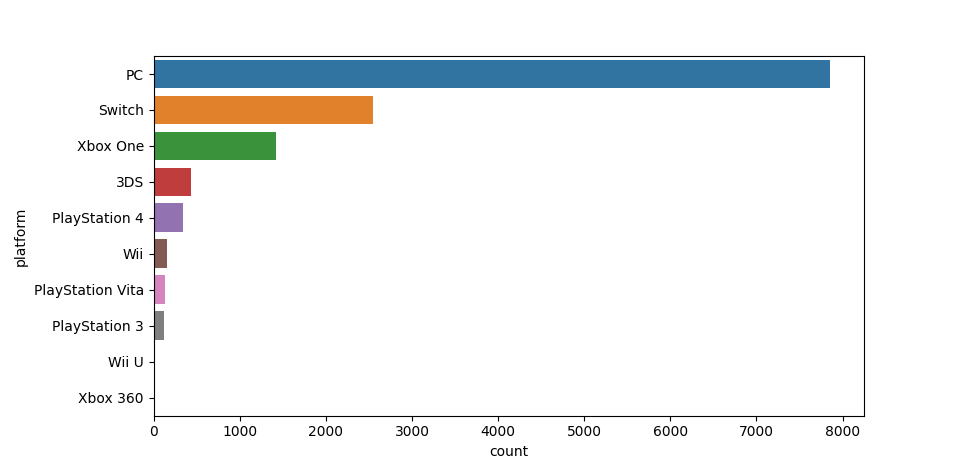 PC
Switch
Xbox One
3DS
PlayStation 4
Wii
PlayStation Vita
PlayStation 3
Wii U
Xbox 360
platform
0 1000 2000 3000 4000 5000 6000 7000 8000
count